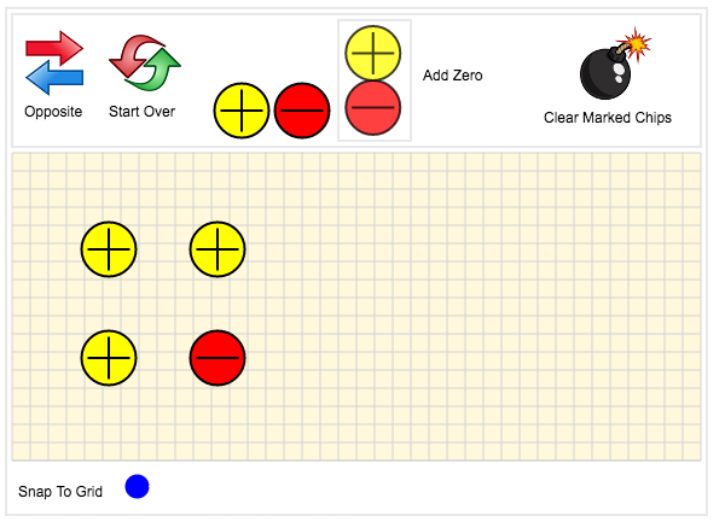 Opposite
Start Over
Add Zero
Clear Marked Chips
Snap To Grid